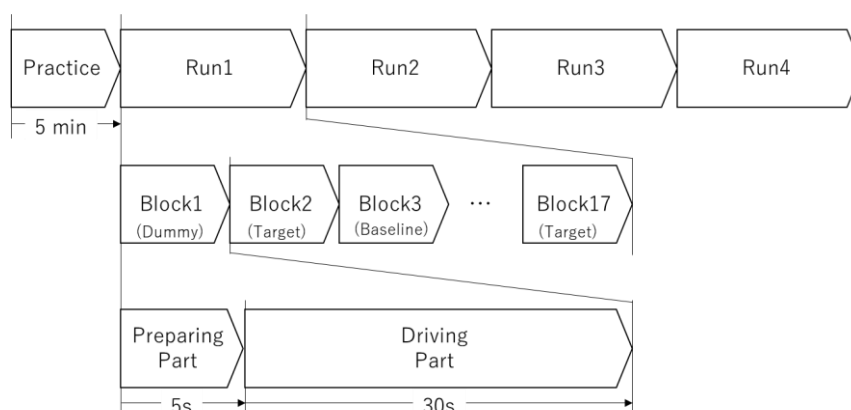 Practice
Run1
Run2
Run3
Run4
5 min
Block1
(Dummy)
Block2
(Target)
Block3
(Baseline)
…
Block17
(Target)
Preparing
Part
Driving
Part
5s
30s